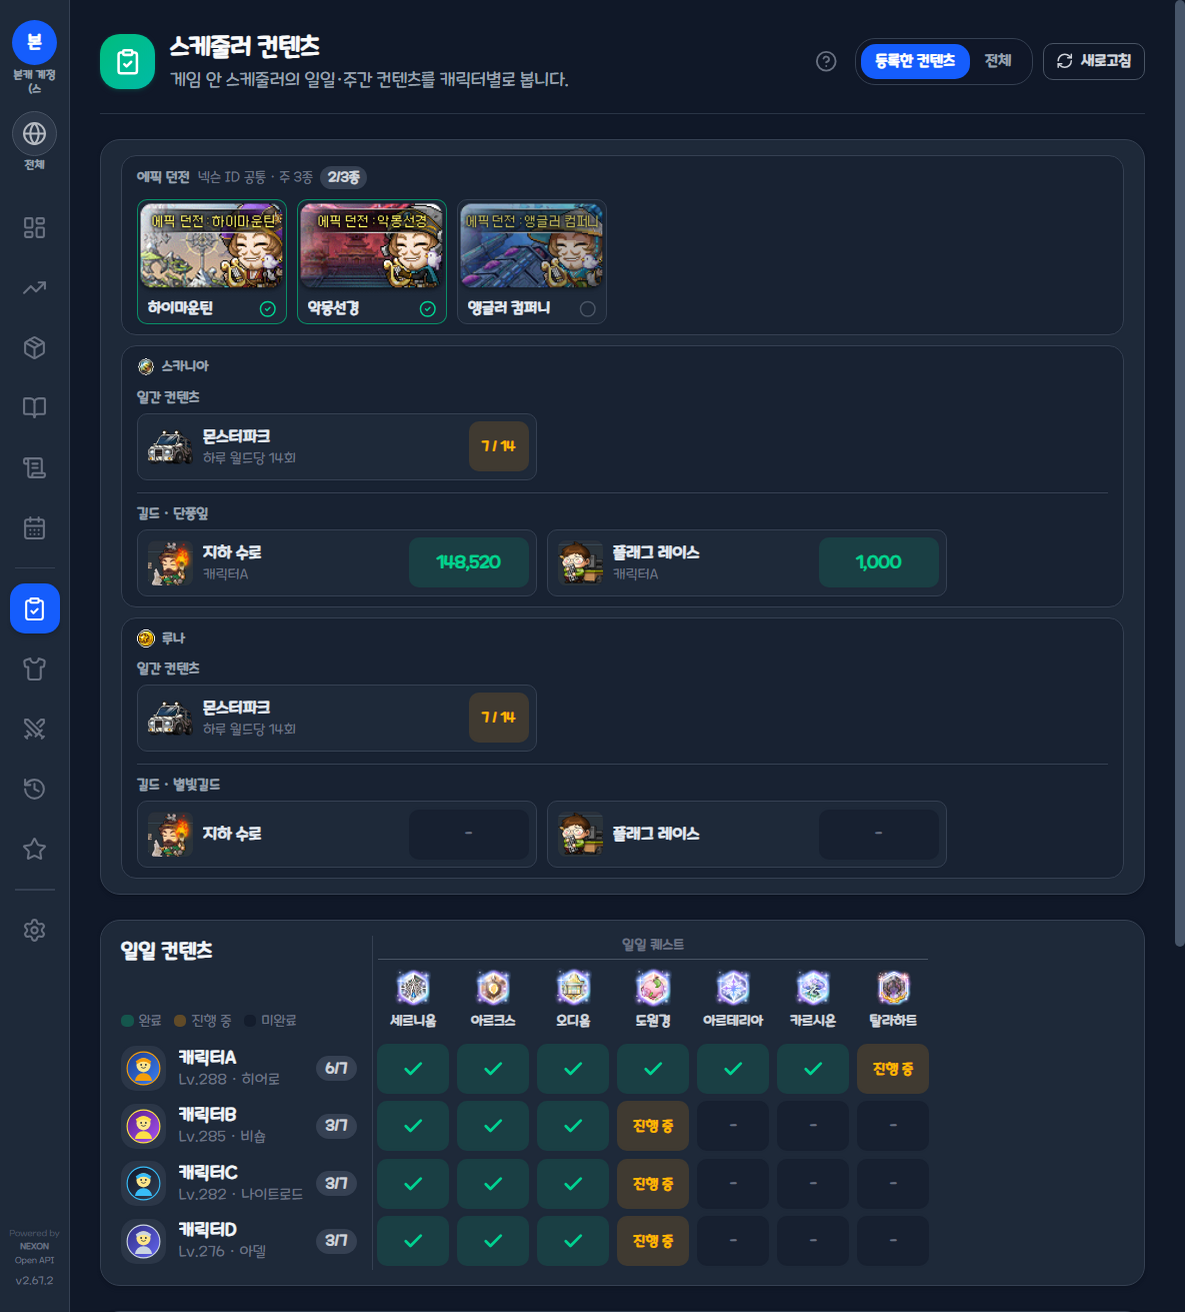 본
본캐 계정
(스
전체
Powered by
NEXON
Open API
v2.67.2
스케줄러 컨텐츠
게임 안 스케줄러의 일일·주간 컨텐츠를 캐릭터별로 봅니다.
등록한 컨텐츠
전체
새로고침
에픽 던전 넥슨 ID 공통 · 주 3종 2/3종
에픽 던전 : 하이마운틴
하이마운틴
에픽 던전 : 악몽선경
악몽선경
에픽 던전 : 앵글러 컴퍼니
앵글러 컴퍼니
스카니아
일간 컨텐츠
몬스터파크
하루 월드당 14회
7 / 14
길드 · 단풍잎
지하 수로
캐릭터A
148,520
플래그 레이스
캐릭터A
1,000
루나
일간 컨텐츠
몬스터파크
하루 월드당 14회
7 / 14
길드 · 별빛길드
지하 수로
-
플래그 레이스
-
일일 컨텐츠
완료 진행 중 미완료
일일 퀘스트
세르니움 아르크스 오디움 도원경 아르테리아 카르시온 탈라하트
캐릭터A
Lv.288 · 히어로
6/7
진행 중
캐릭터B
Lv.285 · 비숍
3/7
진행 중 - - -
캐릭터C
Lv.282 · 나이트로드
3/7
진행 중 - - -
캐릭터D
Lv.276 · 아델
3/7
진행 중 - - -